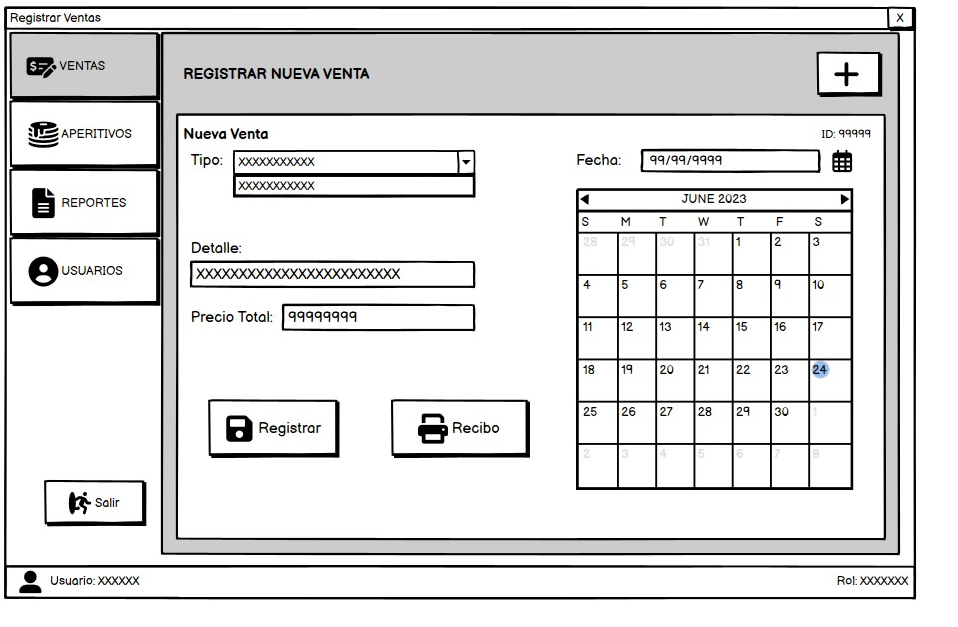 Registrar Ventas
X
VENTAS
APERITIVOS
REPORTES
USUARIOS
Salir
REGISTRAR NUEVA VENTA
Nueva Venta
ID: 99999
Tipo: XXXXXXXXXXX
XXXXXXXXXXX
Fecha: 99/99/9999
Detalle:
XXXXXXXXXXXXXXXXXXXXXXXX
Precio Total: 99999999
Registrar
Recibo
JUNE 2023
S M T W T F S
28 29 30 31 1 2 3
4 5 6 7 8 9 10
11 12 13 14 15 16 17
18 19 20 21 22 23 24
25 26 27 28 29 30 1
2 3 4 5 6 7 8
Usuario: XXXXXX
Rol: XXXXXXX